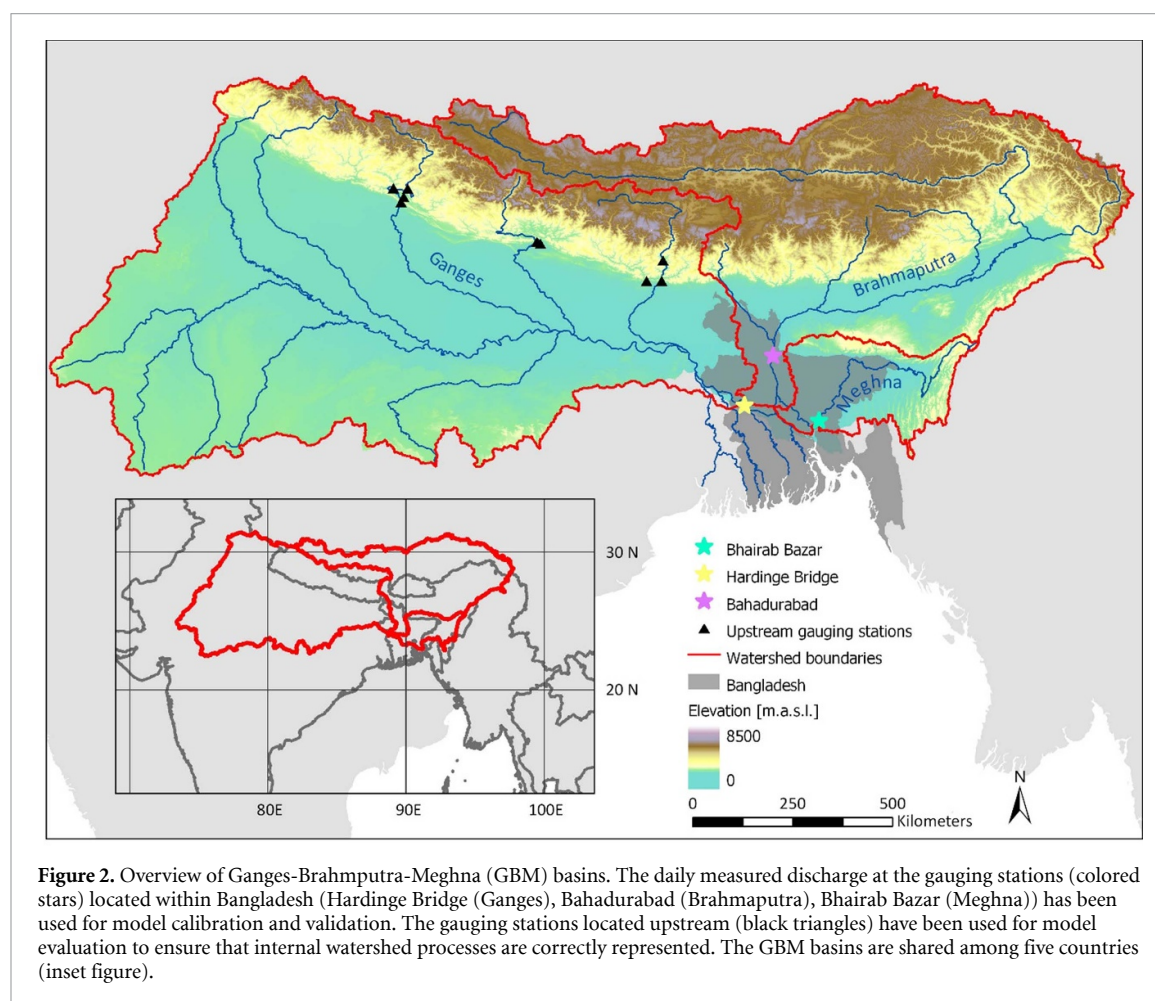 Ganges
Brahmaputra
Meghna
Bhairab Bazar
Hardinge Bridge
Bahadurabad
Upstream gauging stations
Watershed boundaries
Bangladesh
Elevation [m.a.s.l.]
8500
0
N
0 250 500
Kilometers
30 N
20 N
80E 90E 100E
Figure 2. Overview of Ganges-Brahmputra-Meghna (GBM) basins. The daily measured discharge at the gauging stations (colored
stars) located within Bangladesh (Hardinge Bridge (Ganges), Bahadurabad (Brahmaputra), Bhairab Bazar (Meghna)) has been
used for model calibration and validation. The gauging stations located upstream (black triangles) have been used for model
evaluation to ensure that internal watershed processes are correctly represented. The GBM basins are shared among five countries
(inset figure).